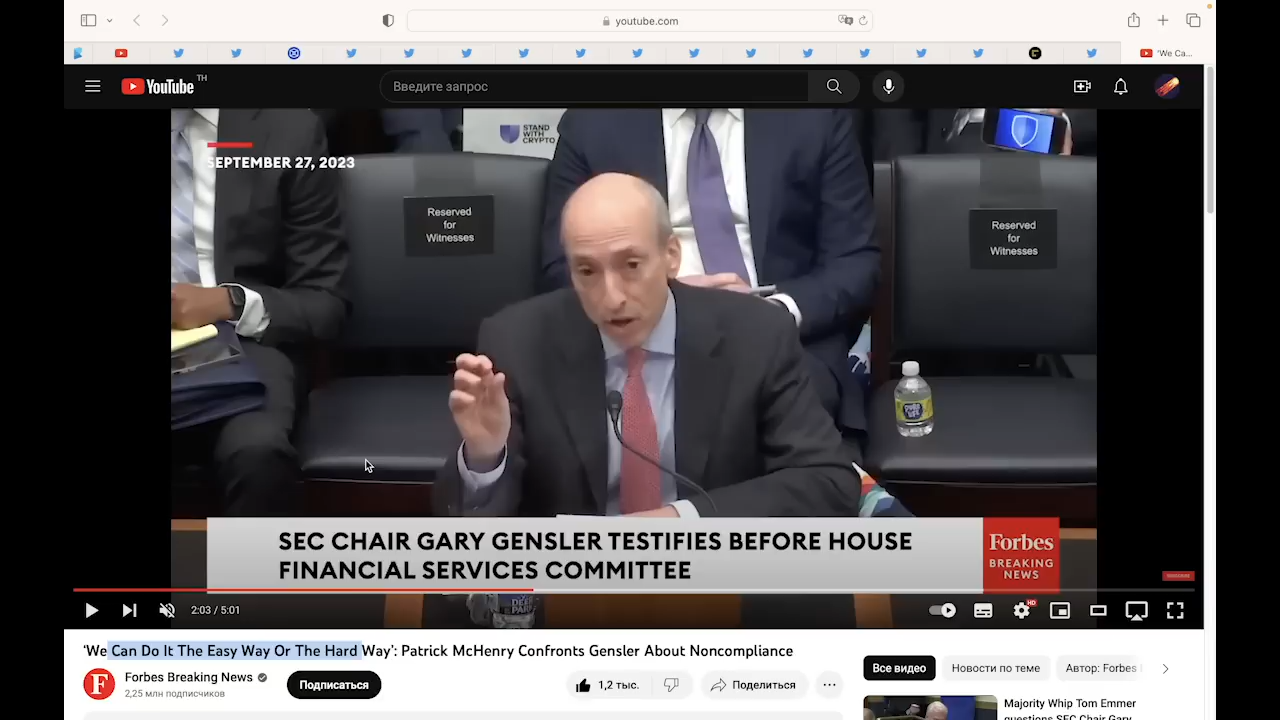 youtube.com
'We Ca...
YouTube TH
Введите запрос
STAND
WITH
CRYPTO
SEPTEMBER 27, 2023
Reserved
for
Witnesses
Reserved
for
Witnesses
SEC CHAIR GARY GENSLER TESTIFIES BEFORE HOUSE
FINANCIAL SERVICES COMMITTEE
Forbes
BREAKING
NEWS
DEER
PARK
2:03 / 5:01
HD
'We Can Do It The Easy Way Or The Hard Way': Patrick McHenry Confronts Gensler About Noncompliance
Forbes Breaking News
2,25 млн подписчиков
Подписаться
1,2 тыс.
Поделиться
Все видео
Новости по теме
Автор: Forbes
Majority Whip Tom Emmer
questions SEC Chair Gary